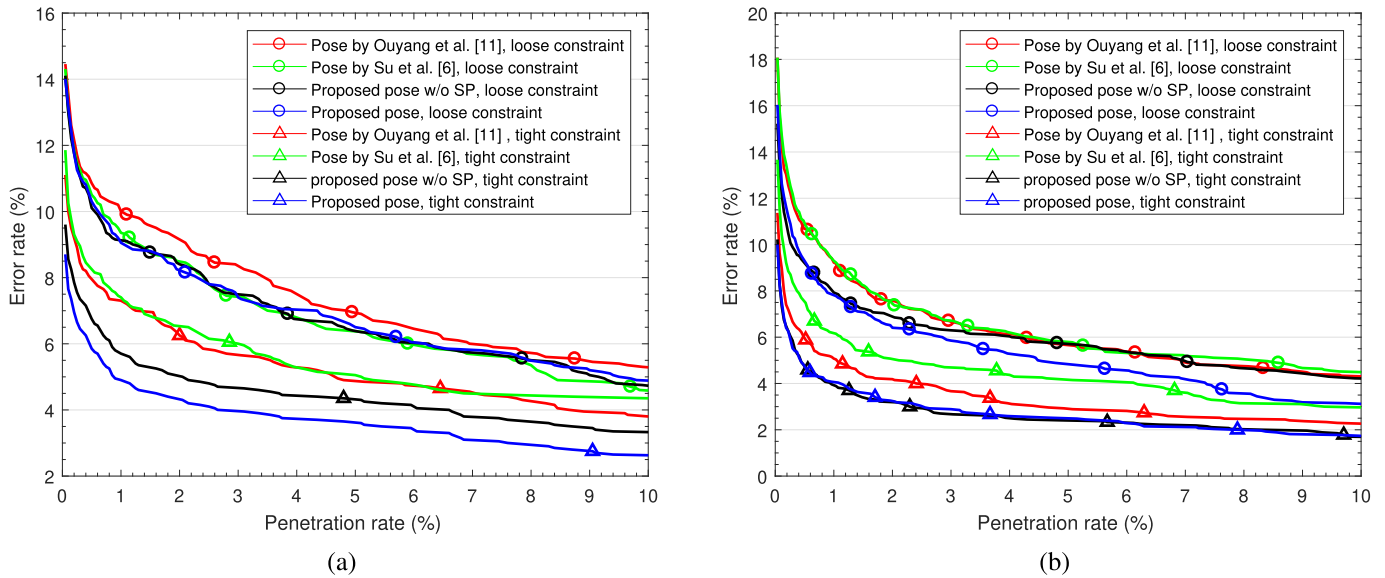 16
14
12
10
8
6
4
2
Error rate (%)
Pose by Ouyang et al. [11], loose constraint
Pose by Su et al. [6], loose constraint
Proposed pose w/o SP, loose constraint
Proposed pose, loose constraint
Pose by Ouyang et al. [11] , tight constraint
Pose by Su et al. [6], tight constraint
proposed pose w/o SP, tight constraint
Proposed pose, tight constraint
0 1 2 3 4 5 6 7 8 9 10
Penetration rate (%)
(a)
20
18
16
14
12
10
8
6
4
2
0
Error rate (%)
Pose by Ouyang et al. [11], loose constraint
Pose by Su et al. [6], loose constraint
Proposed pose w/o SP, loose constraint
Proposed pose, loose constraint
Pose by Ouyang et al. [11] , tight constraint
Pose by Su et al. [6], tight constraint
proposed pose w/o SP, tight constraint
proposed pose, tight constraint
0 1 2 3 4 5 6 7 8 9 10
Penetration rate (%)
(b)